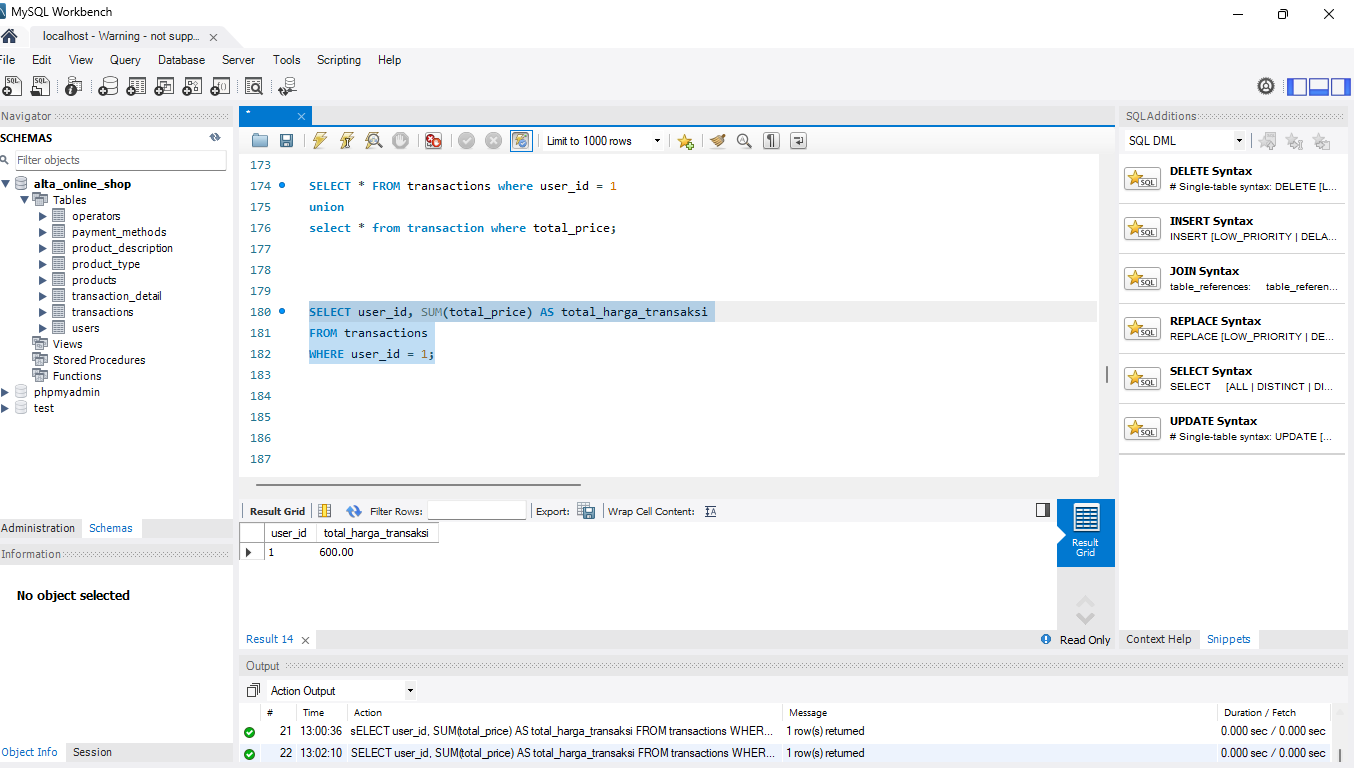 MySQL Workbench
localhost - Warning - not supp...
File Edit View Query Database Server Tools Scripting Help
Navigator
SCHEMAS
Filter objects
alta_online_shop
Tables
operators
payment_methods
product_description
product_type
products
transaction_detail
transactions
users
Views
Stored Procedures
Functions
phpmyadmin
test
Administration Schemas
Information
No object selected
Object Info Session
*
Limit to 1000 rows
173
174 SELECT * FROM transactions where user_id = 1
175 union
176 select * from transaction where total_price;
177
178
179
180 SELECT user_id, SUM(total_price) AS total_harga_transaksi
181 FROM transactions
182 WHERE user_id = 1;
183
184
185
186
187
Result Grid Filter Rows: Export: Wrap Cell Content:
user_id total_harga_transaksi
1 600.00
Result Grid
Result 14 Read Only
Output
Action Output
# Time Action Message Duration / Fetch
21 13:00:36 sELECT user_id, SUM(total_price) AS total_harga_transaksi FROM transactions WHER... 1 row(s) returned 0.000 sec / 0.000 sec
22 13:02:10 SELECT user_id, SUM(total_price) AS total_harga_transaksi FROM transactions WHERE... 1 row(s) returned 0.000 sec / 0.000 sec
SQLAdditions
SQL DML
DELETE Syntax
# Single-table syntax: DELETE [L...
INSERT Syntax
INSERT [LOW_PRIORITY | DELA...
JOIN Syntax
table_references: table_referen...
REPLACE Syntax
REPLACE [LOW_PRIORITY | DE...
SELECT Syntax
SELECT [ALL | DISTINCT | DI...
UPDATE Syntax
# Single-table syntax: UPDATE [...
Context Help Snippets